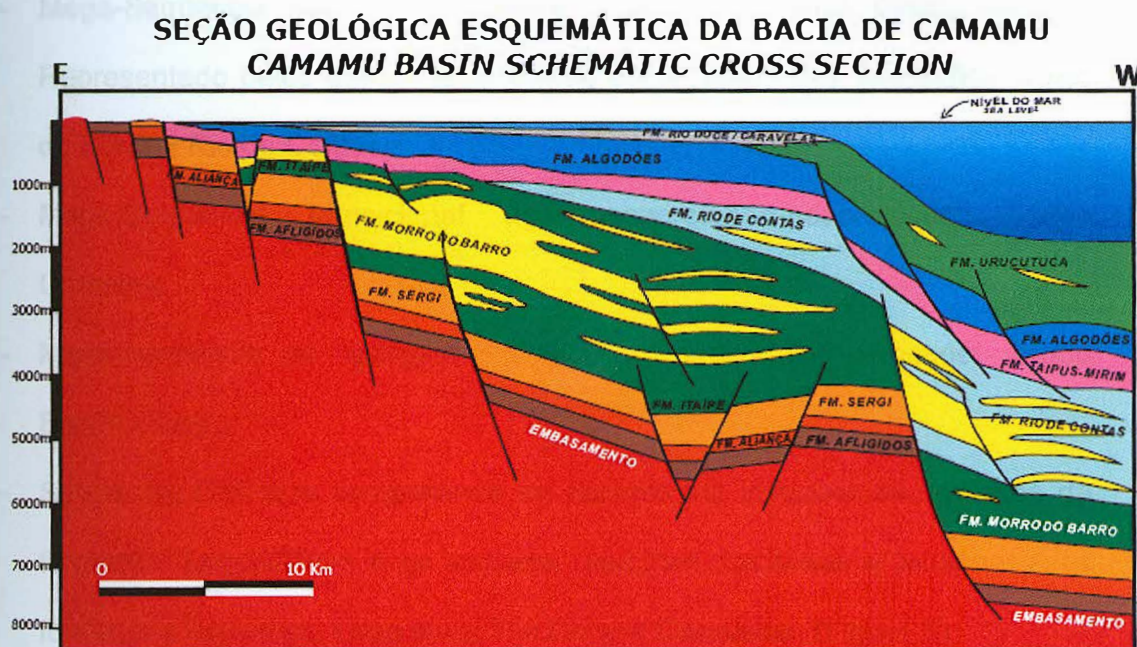 SEÇÃO GEOLÓGICA ESQUEMÁTICA DA BACIA DE CAMAMU
CAMAMU BASIN SCHEMATIC CROSS SECTION
E
W
NÍVEL DO MAR
SEA LEVEL
FM. RIO DOCE / CARAVELAS
FM. ALGODÕES
FM. ITAÍPE
FM. ALIANÇA
1000m
FM. RIO DE CONTAS
FM. MORRO DO BARRO
FM. AFLIGIDOS
2000m
FM. URUCUTUCA
FM. SERGI
3000m
FM. ALGODÕES
FM. TAIPUS-MIRIM
4000m
FM. ITAÍPE
FM. SERGI
FM. RIO DE CONTAS
EMBASAMENTO
FM. ALIANÇA
FM. AFLIGIDOS
5000m
6000m
FM. MORRO DO BARRO
7000m
0
10 Km
8000m
EMBASAMENTO